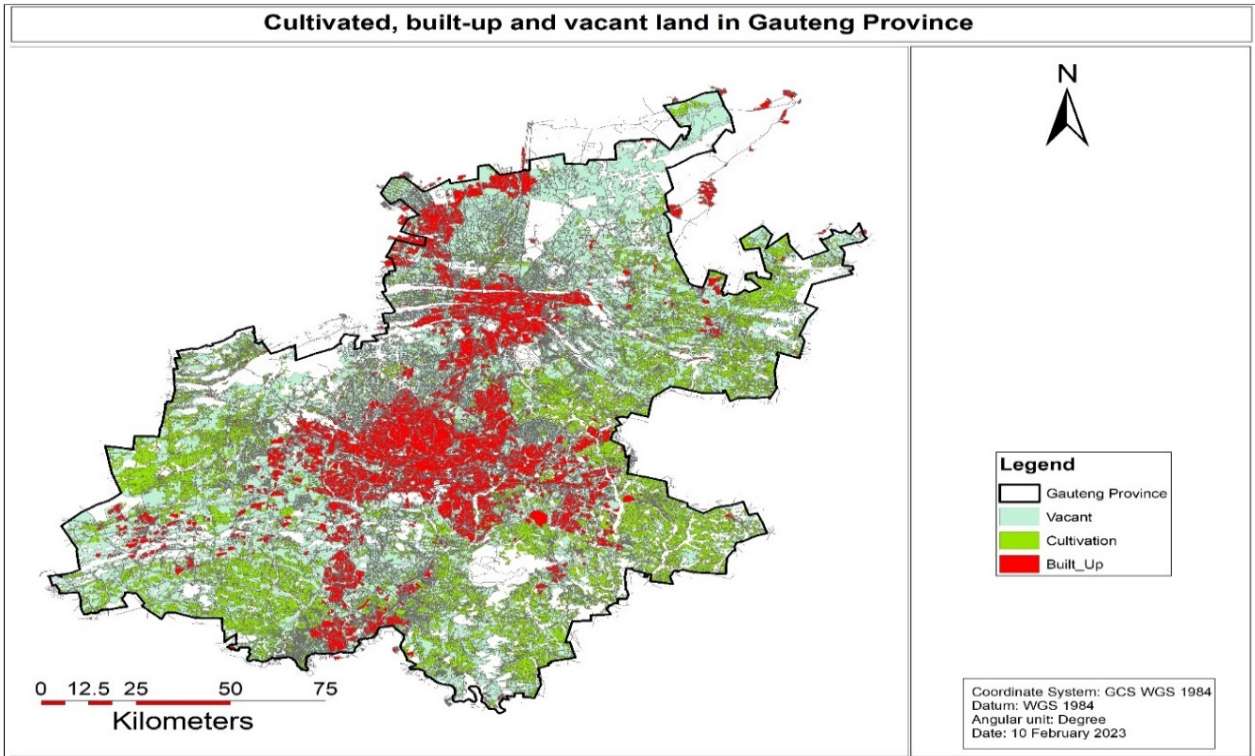 Cultivated, built-up and vacant land in Gauteng Province
N
Legend
Gauteng Province
Vacant
Cultivation
Built_Up
0 12.5 25 50 75
Kilometers
Coordinate System: GCS WGS 1984
Datum: WGS 1984
Angular unit: Degree
Date: 10 February 2023